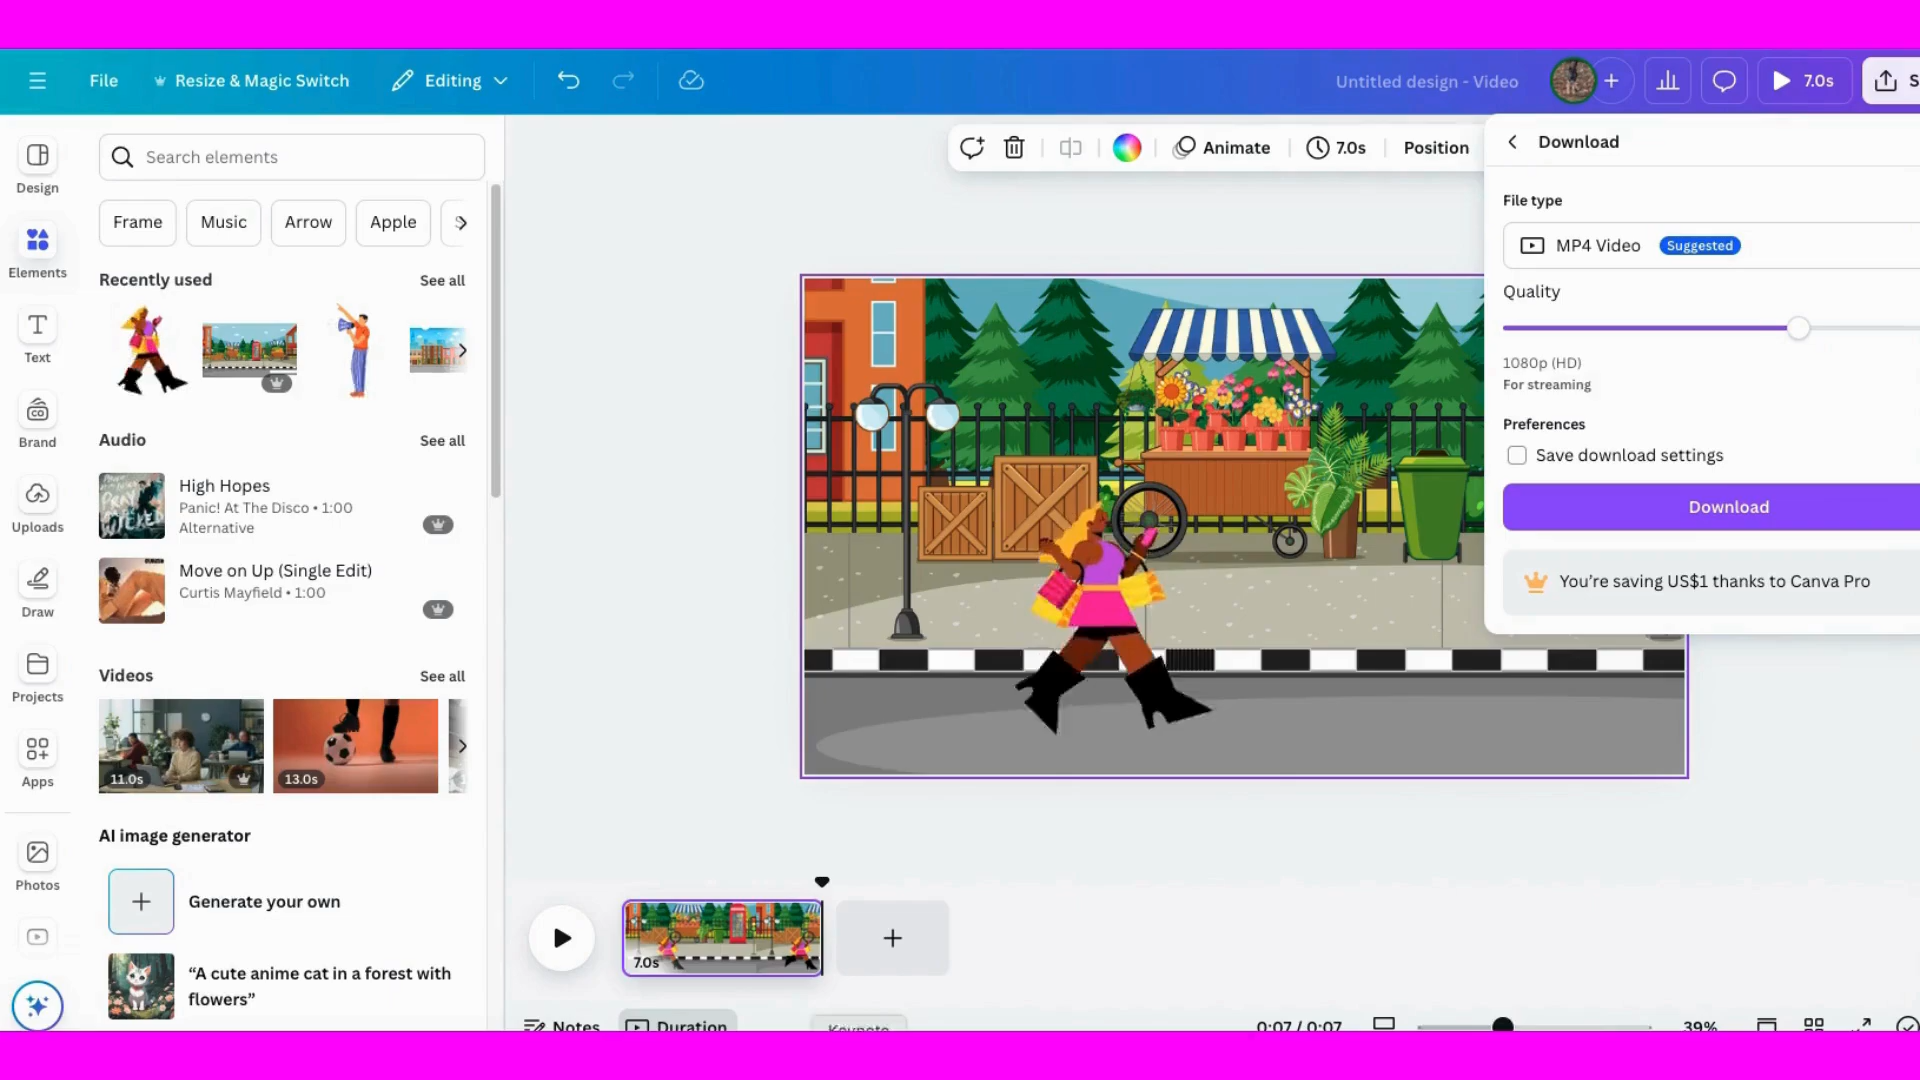 File
Resize & Magic Switch
Editing
Untitled design - Video
7.0s
Design
Elements
Text
Brand
Uploads
Draw
Projects
Apps
Photos
Search elements
Frame
Music
Arrow
Apple
Recently used
See all
Audio
See all
High Hopes
Panic! At The Disco • 1:00
Alternative
Move on Up (Single Edit)
Curtis Mayfield • 1:00
Videos
See all
11.0s
13.0s
AI image generator
Generate your own
“A cute anime cat in a forest with
flowers”
Animate
7.0s
Position
Download
File type
MP4 Video
Suggested
Quality
1080p (HD)
For streaming
Preferences
Save download settings
Download
You’re saving US$1 thanks to Canva Pro
7.0s
Notes
Duration
Keynote
0:07 / 0:07
39%